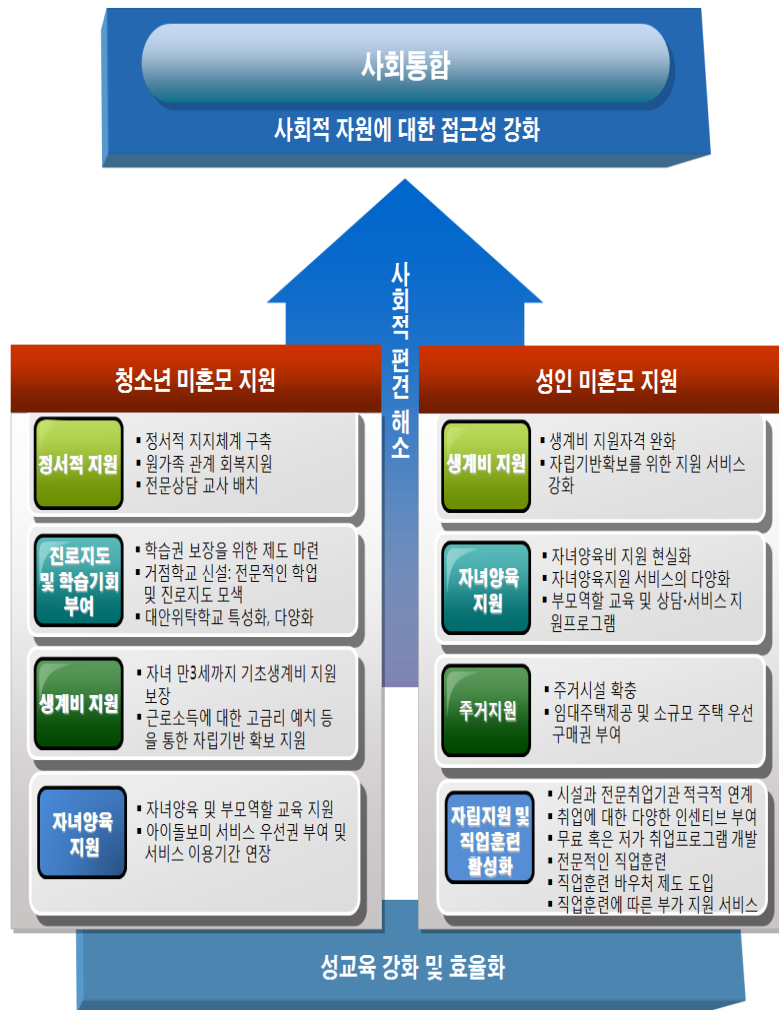 사회통합
사회적 자원에 대한 접근성 강화
사회적 편견 해소
청소년 미혼모 지원
정서적 지원
▪ 정서적 지지체계 구축
▪ 원가족 관계 회복지원
▪ 전문상담 교사 배치
진로지도
및 학습기회
부여
▪ 학습권 보장을 위한 제도 마련
▪ 거점학교 신설: 전문적인 학업
및 진로지도 모색
▪ 대안위탁학교 특성화, 다양화
생계비 지원
▪ 자녀 만3세까지 기초생계비 지원
보장
▪ 근로소득에 대한 고금리 예치 등
을 통한 자립기반 확보 지원
자녀양육
지원
▪ 자녀양육 및 부모역할 교육 지원
▪ 아이돌보미 서비스 우선권 부여 및
서비스 이용기간 연장
성인 미혼모 지원
생계비 지원
▪ 생계비 지원자격 완화
▪ 자립기반확보를 위한 지원 서비스
강화
자녀양육
지원
▪ 자녀양육비 지원 현실화
▪ 자녀양육지원 서비스의 다양화
▪ 부모역할 교육 및 상담·서비스 지
원프로그램
주거지원
▪ 주거시설 확충
▪ 임대주택제공 및 소규모 주택 우선
구매권 부여
자립지원 및
직업훈련
활성화
▪ 시설과 전문취업기관 적극적 연계
▪ 취업에 대한 다양한 인센티브 부여
▪ 무료 혹은 저가 취업프로그램 개발
▪ 전문적인 직업훈련
▪ 직업훈련 바우처 제도 도입
▪ 직업훈련에 따른 부가 지원 서비스
성교육 강화 및 효율화